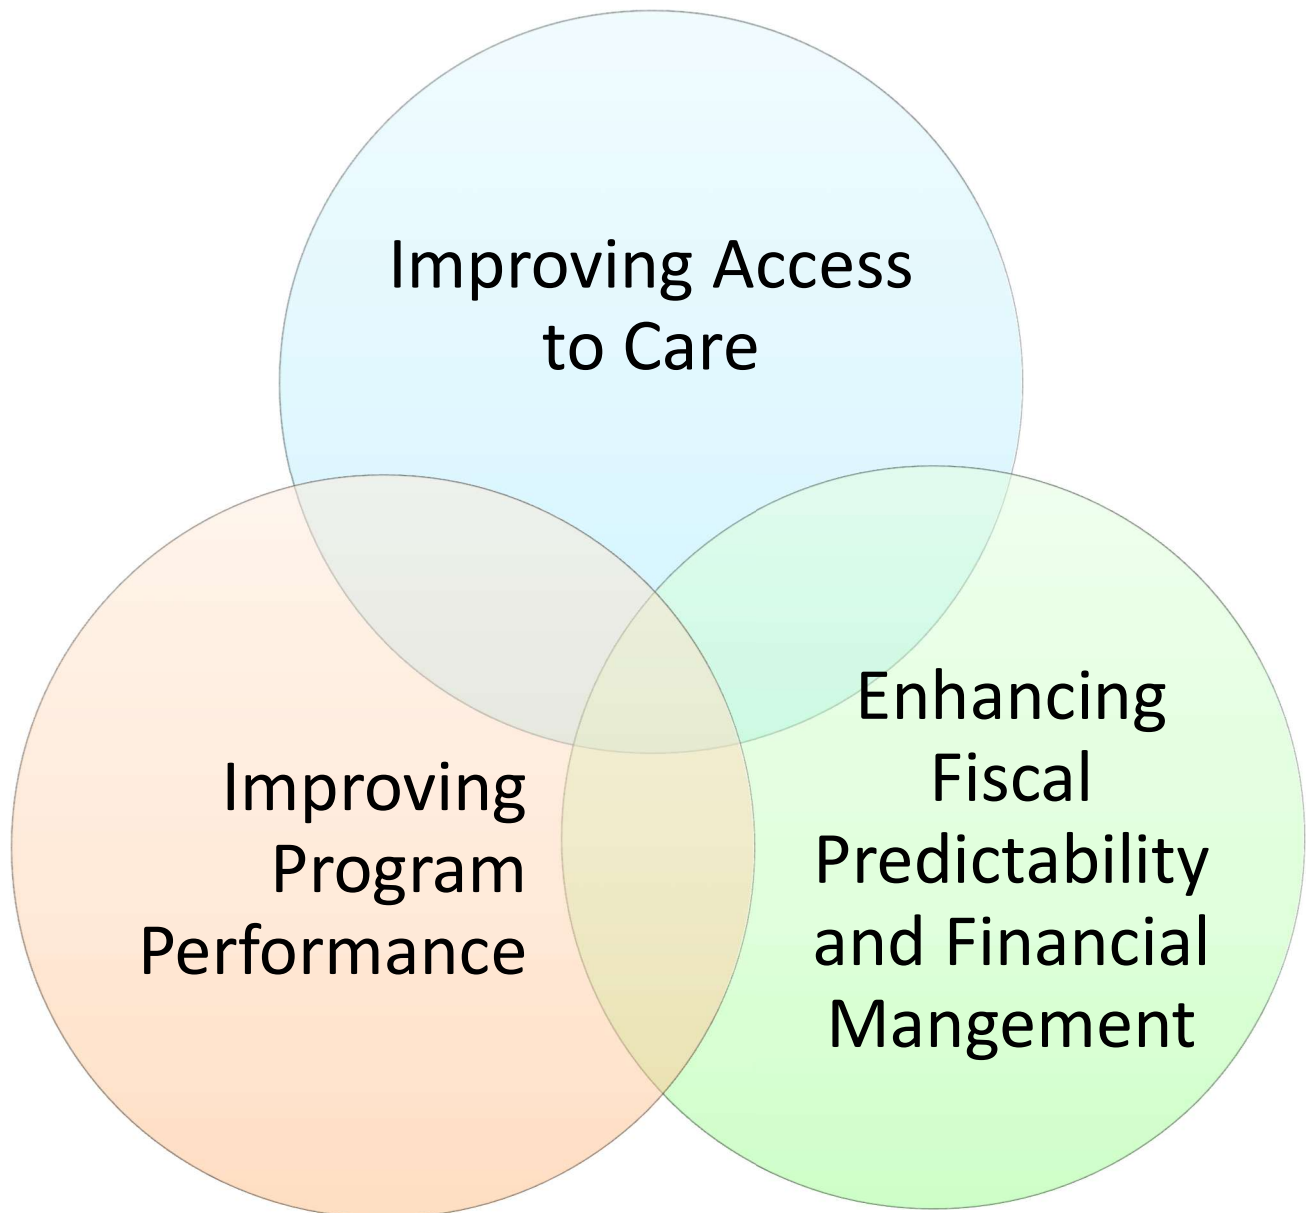 Improving Access
to Care
Improving
Program
Performance
Enhancing
Fiscal
Predictability
and Financial
Mangement